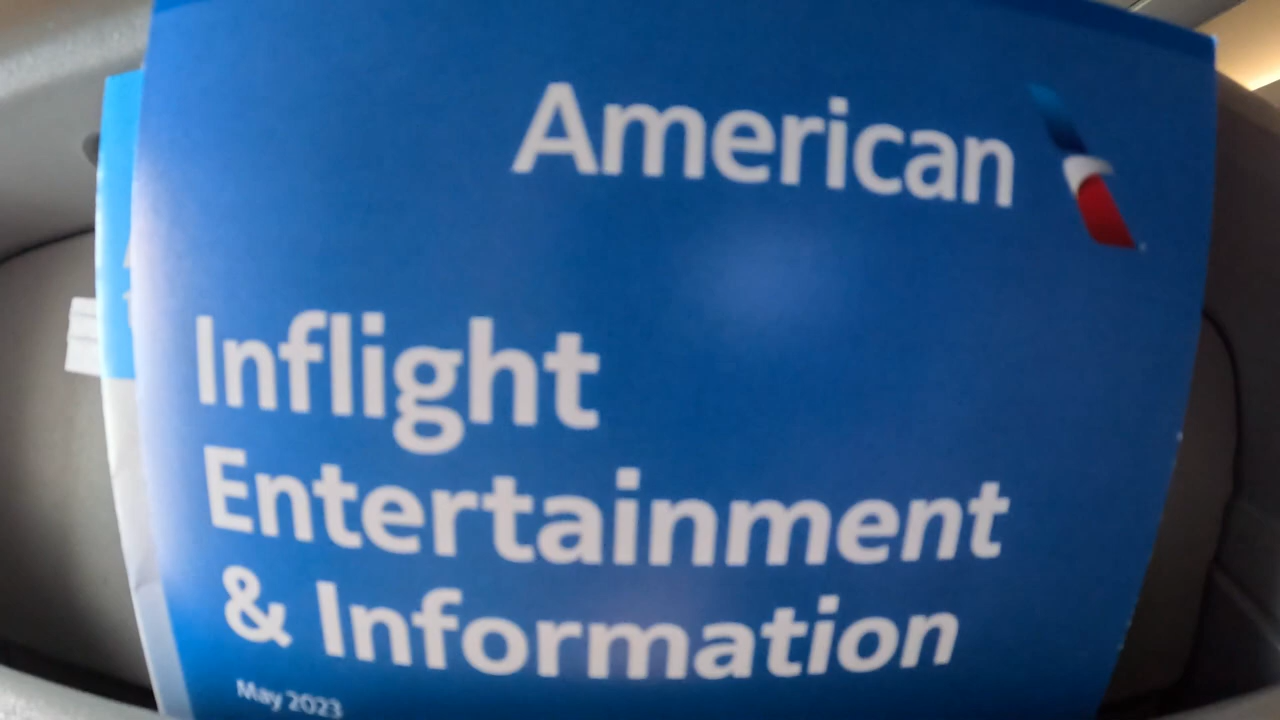 American
Inflight
Entertainment
& Information
May 2023